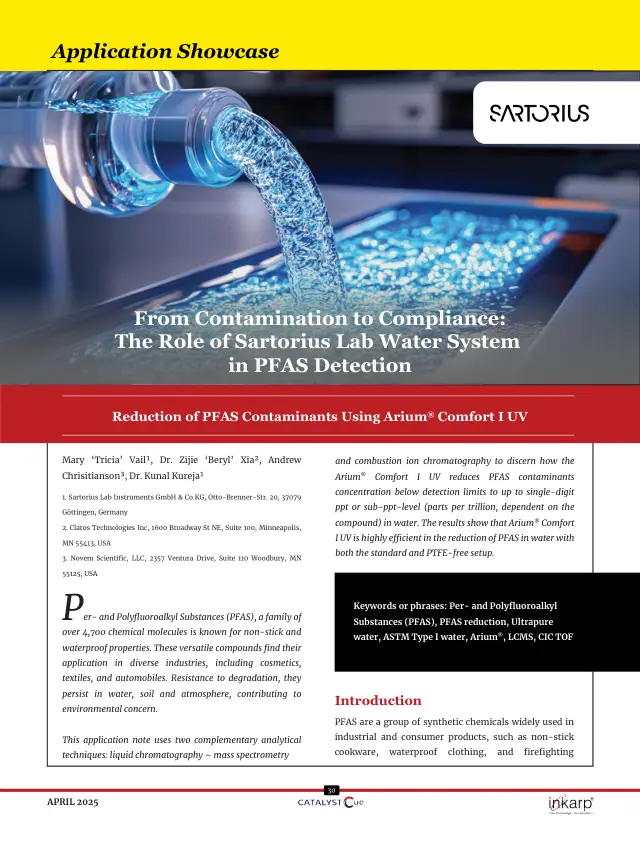 Application Showcase
SARTORIUS
From Contamination to Compliance:
The Role of Sartorius Lab Water System
in PFAS Detection
Reduction of PFAS Contaminants Using Arium® Comfort I UV
Mary ‘Tricia’ Vail¹, Dr. Zijie ‘Beryl’ Xia², Andrew
Chrisitianson³, Dr. Kunal Kureja¹
1. Sartorius Lab Instruments GmbH & Co.KG, Otto-Brenner-Str. 20, 37079
Göttingen, Germany
2. Claros Technologies Inc, 1600 Broadway St NE, Suite 100, Minneapolis,
MN 55413, USA
3. Novem Scientific, LLC, 2357 Ventura Drive, Suite 110 Woodbury, MN
55125, USA
Per- and Polyfluoroalkyl Substances (PFAS), a family of
over 4,700 chemical molecules is known for non-stick and
waterproof properties. These versatile compounds find their
application in diverse industries, including cosmetics,
textiles, and automobiles. Resistance to degradation, they
persist in water, soil and atmosphere, contributing to
environmental concern.
This application note uses two complementary analytical
techniques: liquid chromatography – mass spectrometry
and combustion ion chromatography to discern how the
Arium® Comfort I UV reduces PFAS contaminants
concentration below detection limits to up to single-digit
ppt or sub-ppt-level (parts per trillion, dependent on the
compound) in water. The results show that Arium® Comfort
I UV is highly efficient in the reduction of PFAS in water with
both the standard and PTFE-free setup.
Keywords or phrases: Per- and Polyfluoroalkyl
Substances (PFAS), PFAS reduction, Ultrapure
water, ASTM Type I water, Arium®, LCMS, CIC TOF
Introduction
PFAS are a group of synthetic chemicals widely used in
industrial and consumer products, such as non-stick
cookware, waterproof clothing, and firefighting
30
APRIL 2025
CATALYST Cue
inkarp®